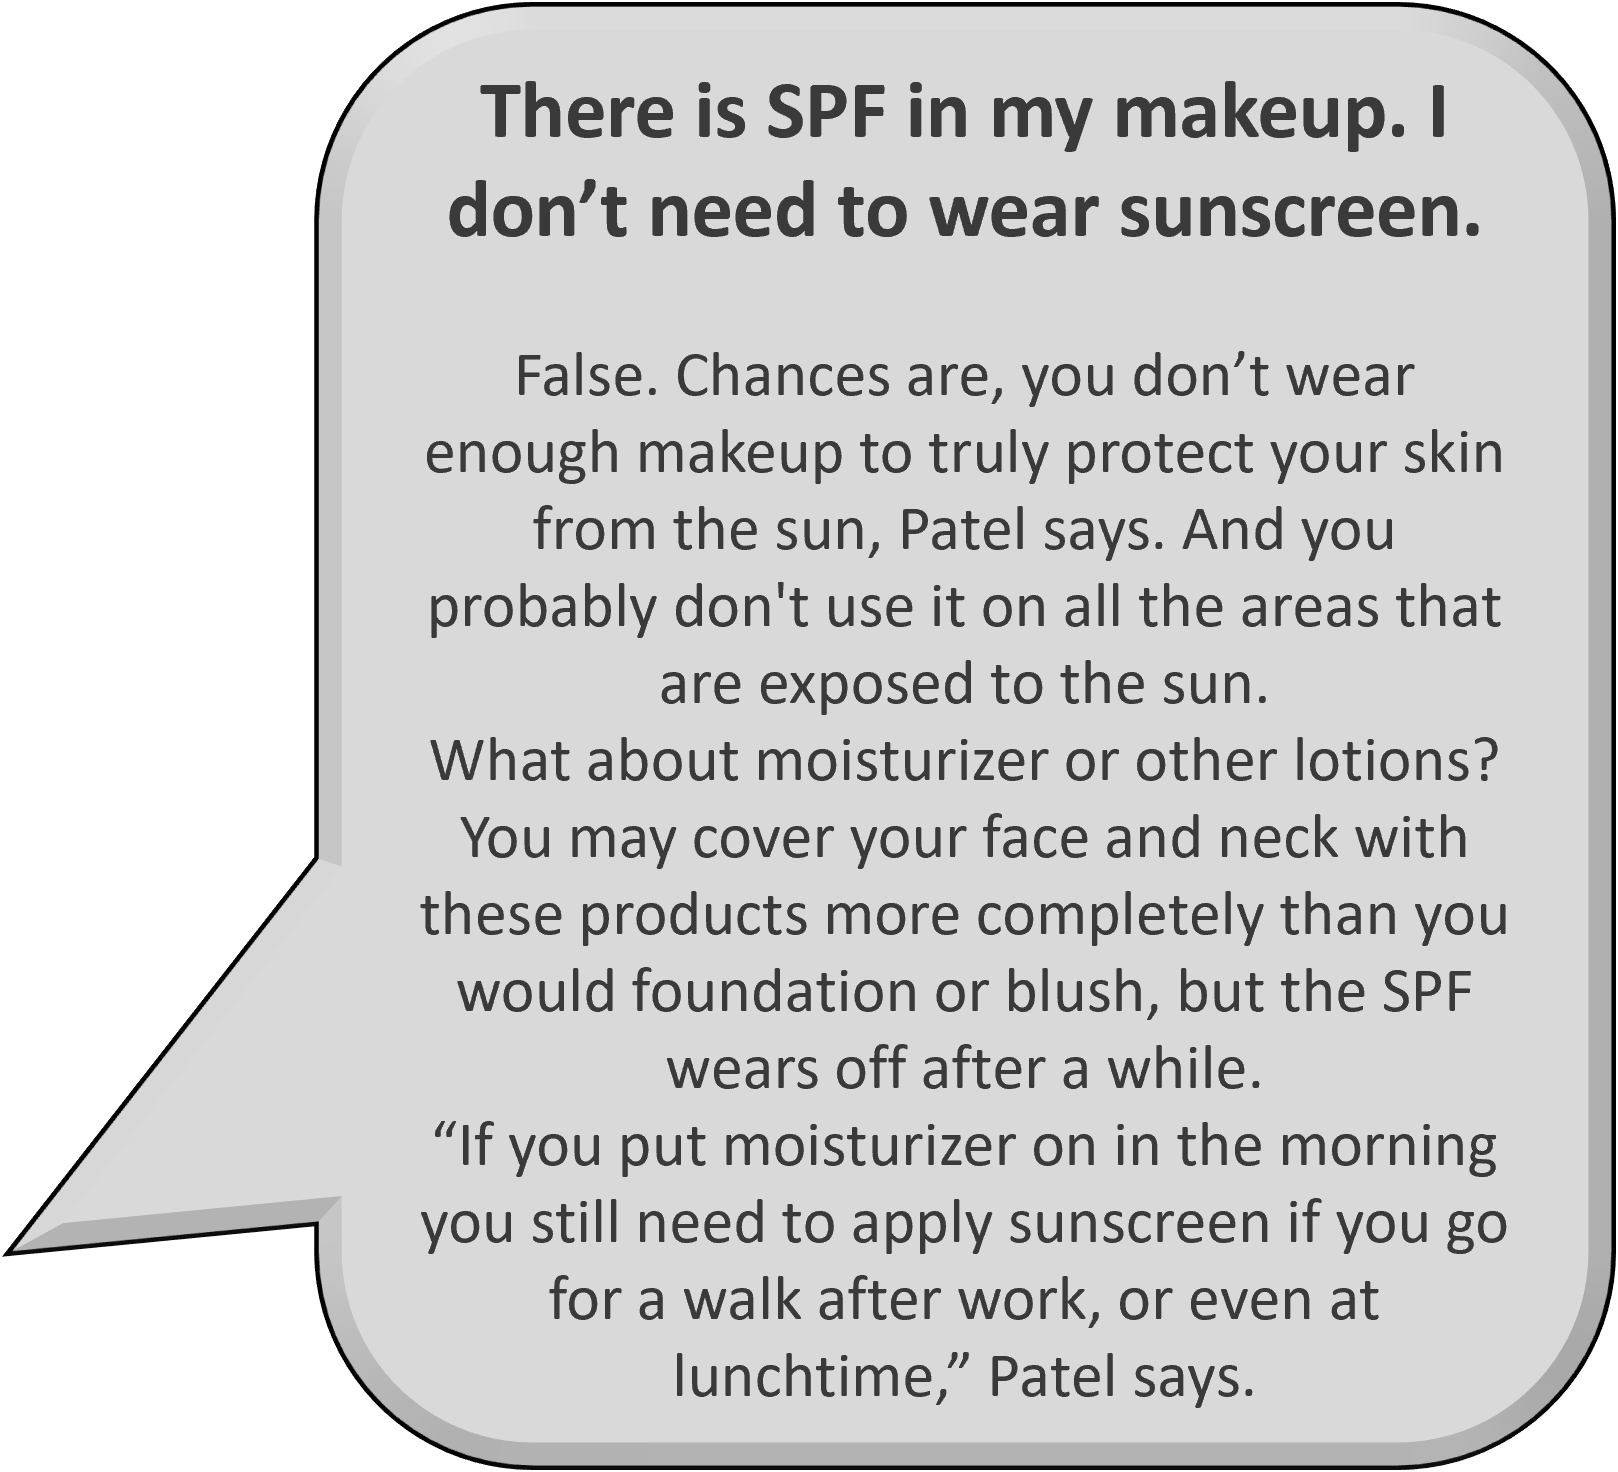 There is SPF in my makeup. I
don’t need to wear sunscreen.
False. Chances are, you don’t wear
enough makeup to truly protect your skin
from the sun, Patel says. And you
probably don't use it on all the areas that
are exposed to the sun.
What about moisturizer or other lotions?
You may cover your face and neck with
these products more completely than you
would foundation or blush, but the SPF
wears off after a while.
“If you put moisturizer on in the morning
you still need to apply sunscreen if you go
for a walk after work, or even at
lunchtime,” Patel says.